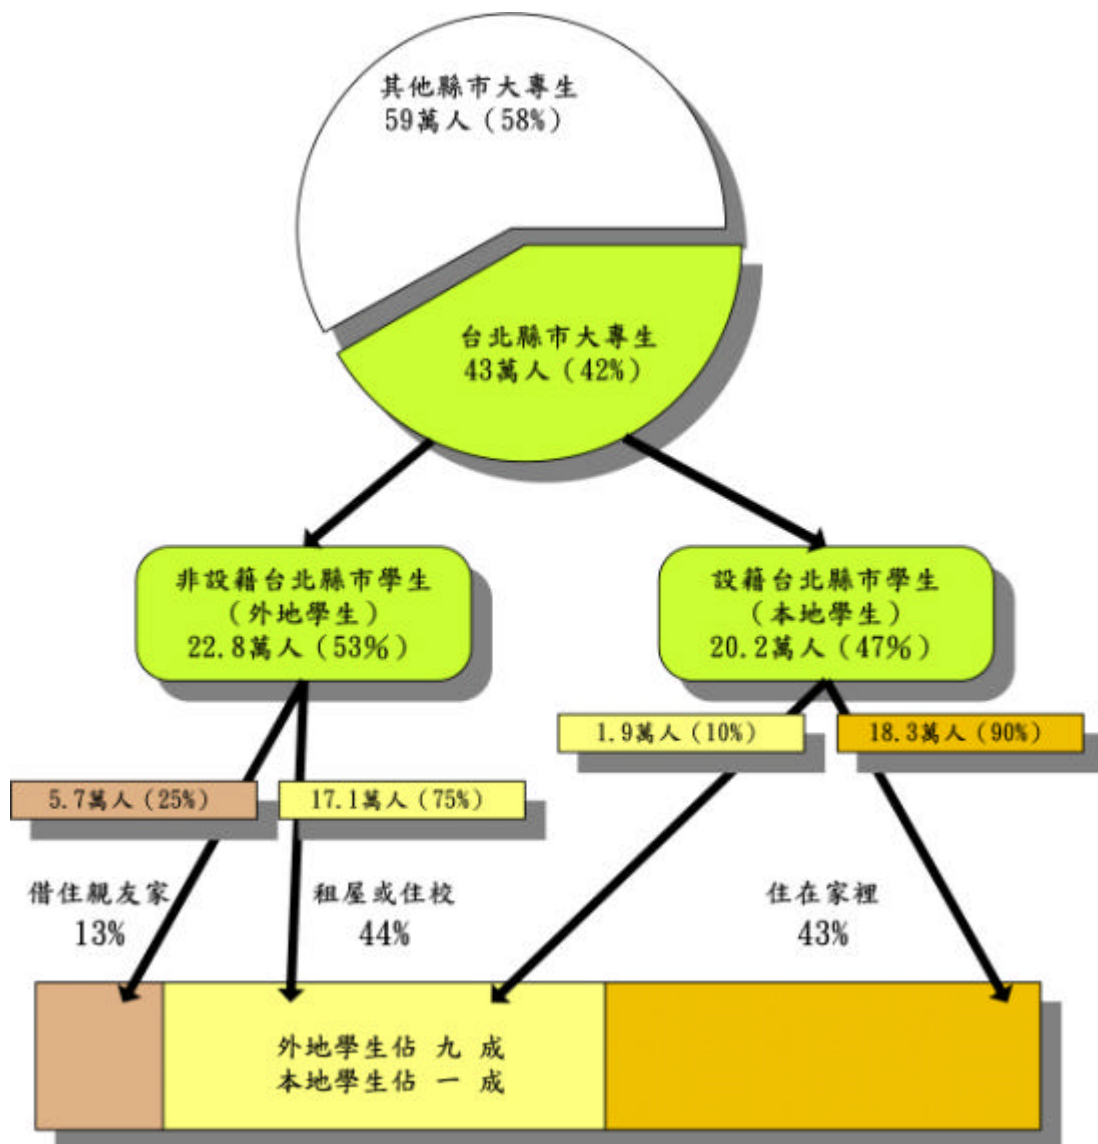 其他縣市大專生
59萬人（58%）
台北縣市大專生
43萬人（42%）
非設籍台北縣市學生
（外地學生）
22.8萬人（53%）
設籍台北縣市學生
（本地學生）
20.2萬人（47%）
1.9萬人（10%）
18.3萬人（90%）
5.7萬人（25%）
17.1萬人（75%）
借住親友家
13%
租屋或住校
44%
住在家裡
43%
外地學生佔 九 成
本地學生佔 一 成